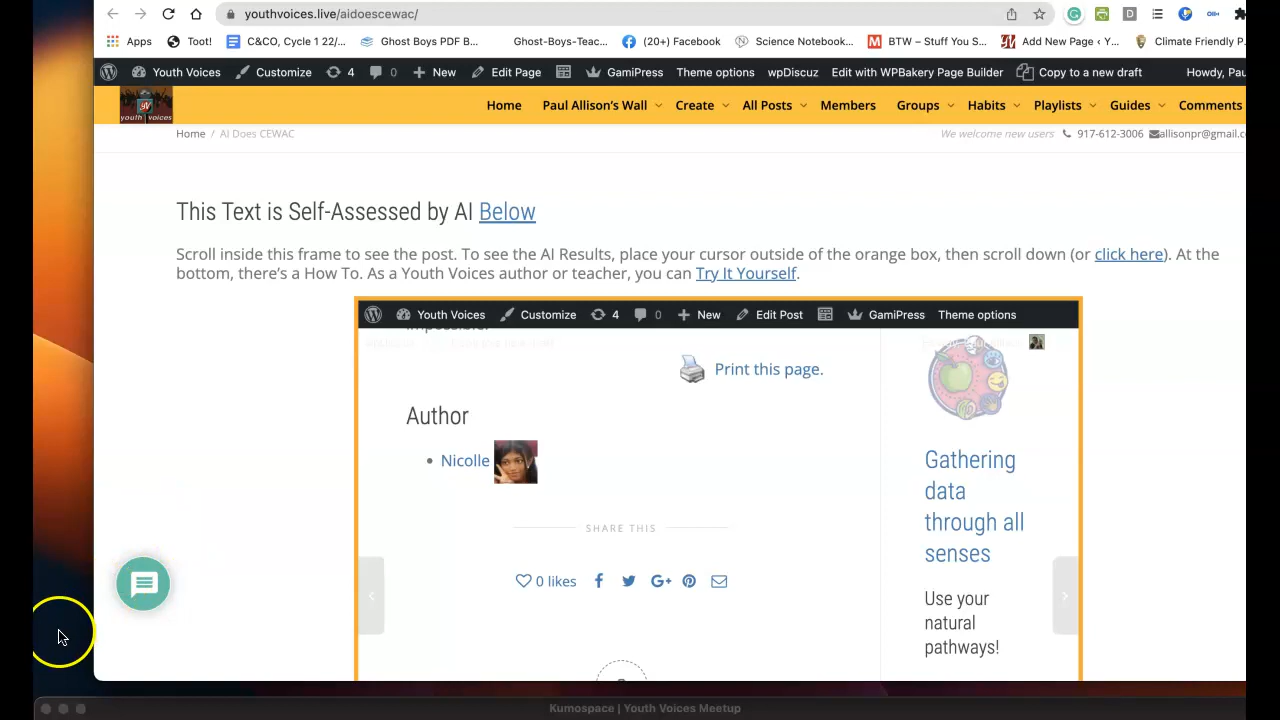 youthvoices.live/aidoescewac/
Apps Toot! C&CO, Cycle 1 22/... Ghost Boys PDF B... Ghost-Boys-Teac... (20+) Facebook Science Notebook... BTW – Stuff You S... Add New Page ‹ Y... Climate Friendly P
Youth Voices Customize 4 0 New Edit Page GamiPress Theme options wpDiscuz Edit with WPBakery Page Builder Copy to a new draft Howdy, Pau
youth voices Home Paul Allison's Wall Create All Posts Members Groups Habits Playlists Guides Comments
Home / AI Does CEWAC We welcome new users 917-612-3006 allisonpr@gmail.c
This Text is Self-Assessed by AI Below
Scroll inside this frame to see the post. To see the AI Results, place your cursor outside of the orange box, then scroll down (or click here). At the
bottom, there's a How To. As a Youth Voices author or teacher, you can Try It Yourself.
Youth Voices Customize 4 0 New Edit Post GamiPress Theme options
impossible.
Print this page.
Author
Nicolle
SHARE THIS
0 likes
Gathering
data
through all
senses
Use your
natural
pathways!
Kumospace | Youth Voices Meetup